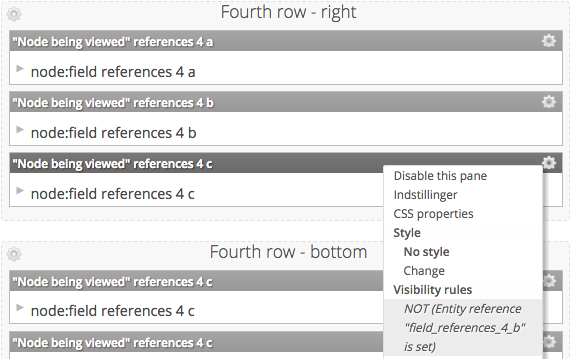 Fourth row - right
"Node being viewed" references 4 a
node:field references 4 a
"Node being viewed" references 4 b
node:field references 4 b
"Node being viewed" references 4 c
node:field references 4 c
Disable this pane
Indstillinger
CSS properties
Style
No style
Change
Visibility rules
NOT (Entity reference
"field_references_4_b"
is set)
Fourth row - bottom
"Node being viewed" references 4 c
node:field references 4 c
"Node being viewed" references 4 c